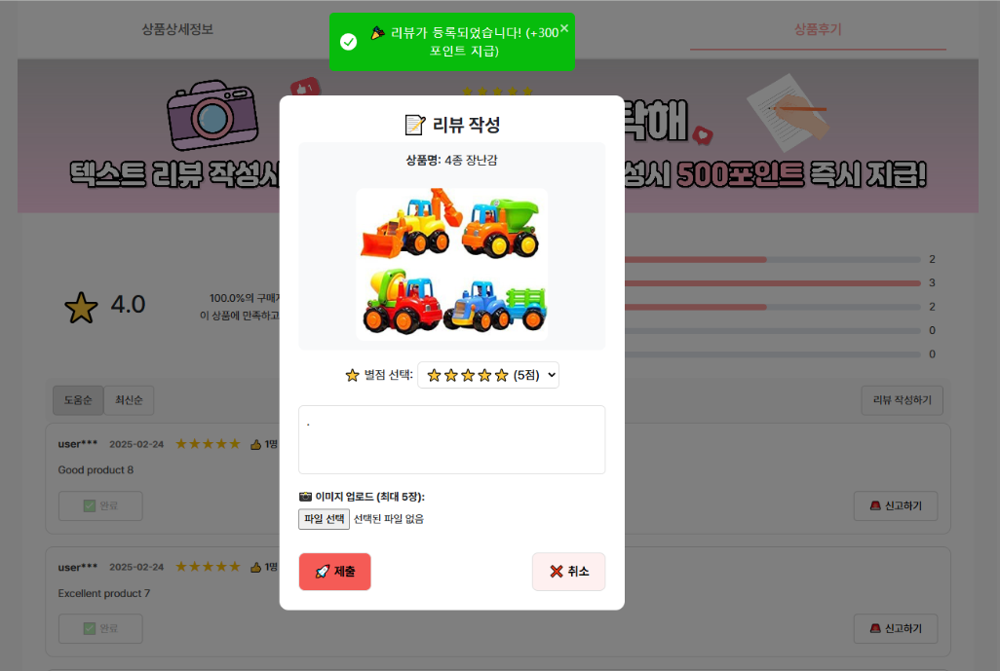 상품상세정보
상품후기
🎉 리뷰가 등록되었습니다! (+300
포인트 지급)
×
1
탁해
텍스트 리뷰 작성시
성시 500포인트 즉시 지급!
📝 리뷰 작성
상품명: 4종 장난감
4.0
100.0%의 구매자
이 상품에 만족하고
2
3
2
0
0
⭐ 별점 선택: ⭐⭐⭐⭐⭐ (5점)
.
📷 이미지 업로드 (최대 5장):
파일 선택 선택된 파일 없음
🚀 제출
❌ 취소
도움순
최신순
리뷰 작성하기
user*** 2025-02-24 ★★★★★ 👍 1명
Good product 8
✅ 완료
🚨 신고하기
user*** 2025-02-24 ★★★★★ 👍 1명
Excellent product 7
✅ 완료
🚨 신고하기